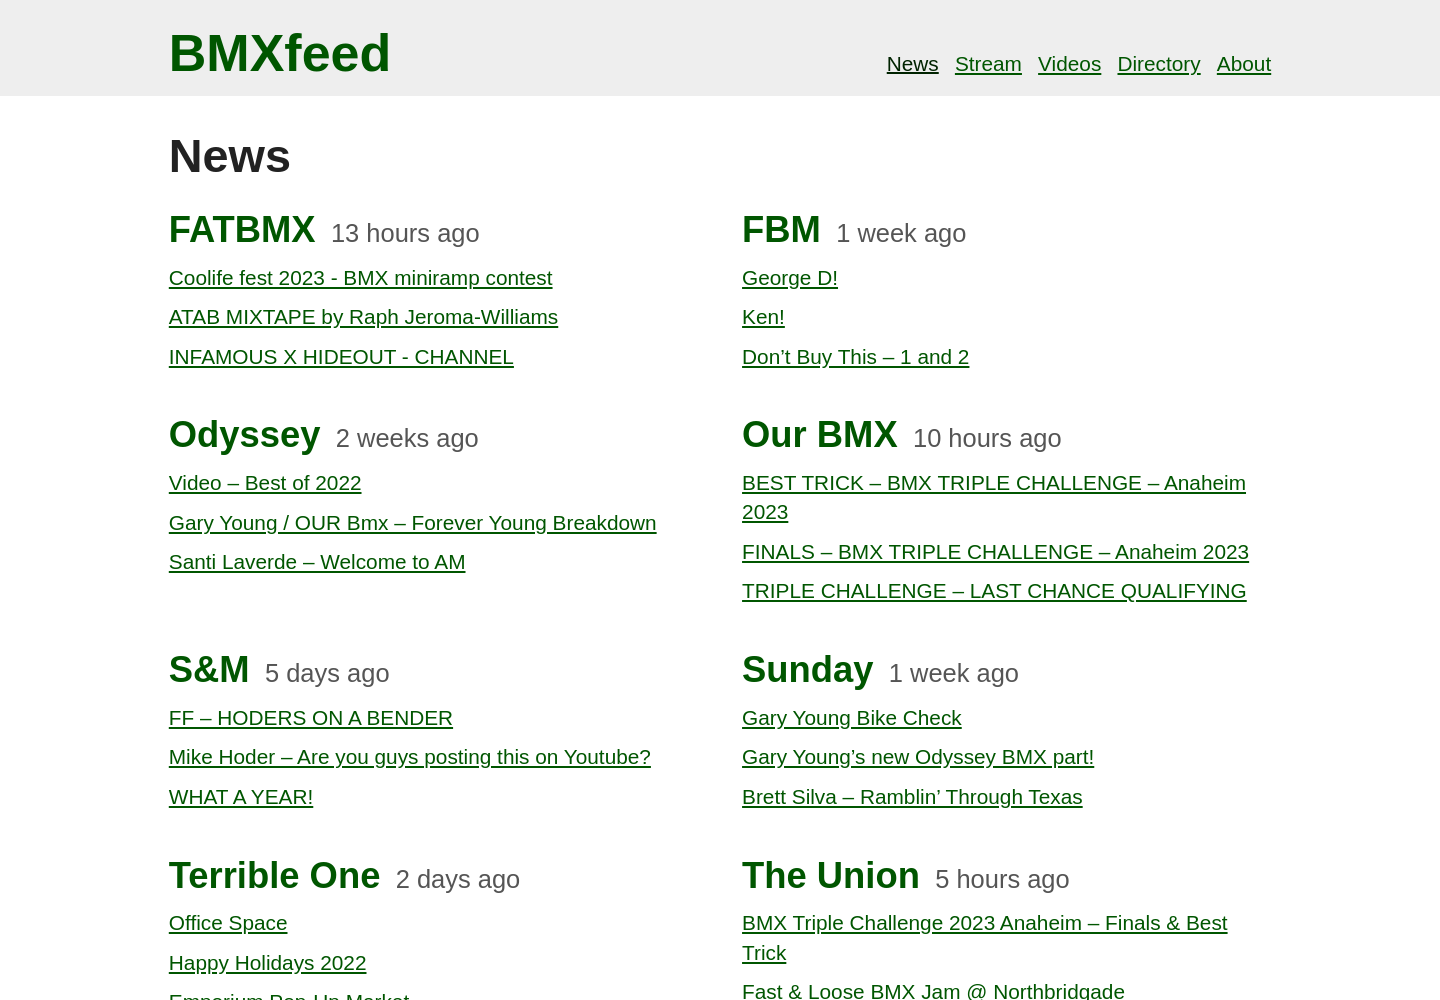 BMXfeed
News Stream Videos Directory About
News
FATBMX 13 hours ago
Coolife fest 2023 - BMX miniramp contest
ATAB MIXTAPE by Raph Jeroma-Williams
INFAMOUS X HIDEOUT - CHANNEL
FBM 1 week ago
George D!
Ken!
Don’t Buy This – 1 and 2
Odyssey 2 weeks ago
Video – Best of 2022
Gary Young / OUR Bmx – Forever Young Breakdown
Santi Laverde – Welcome to AM
Our BMX 10 hours ago
BEST TRICK – BMX TRIPLE CHALLENGE – Anaheim
2023
FINALS – BMX TRIPLE CHALLENGE – Anaheim 2023
TRIPLE CHALLENGE – LAST CHANCE QUALIFYING
S&M 5 days ago
FF – HODERS ON A BENDER
Mike Hoder – Are you guys posting this on Youtube?
WHAT A YEAR!
Sunday 1 week ago
Gary Young Bike Check
Gary Young’s new Odyssey BMX part!
Brett Silva – Ramblin’ Through Texas
Terrible One 2 days ago
Office Space
Happy Holidays 2022
Emporium Pop-Up Market
The Union 5 hours ago
BMX Triple Challenge 2023 Anaheim – Finals & Best
Trick
Fast & Loose BMX Jam @ Northbridgade